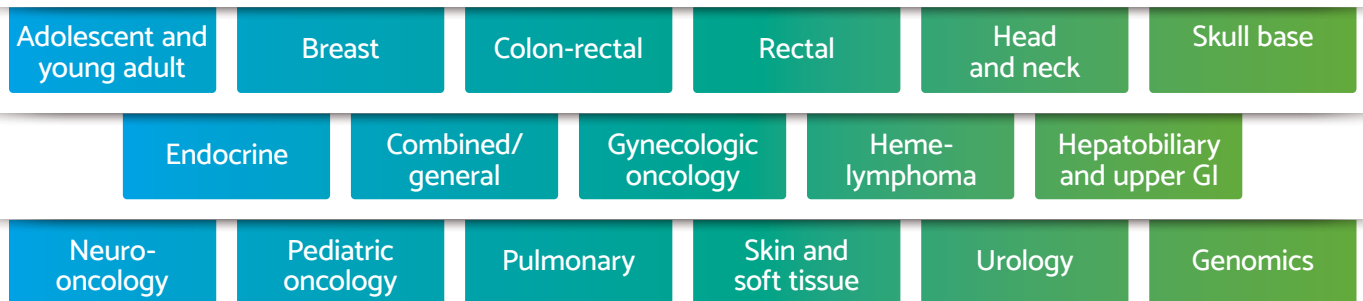 Adolescent and
young adult
Breast
Colon-rectal
Rectal
Head
and neck
Skull base
Endocrine
Combined/
general
Gynecologic
oncology
Heme-
lymphoma
Hepatobiliary
and upper GI
Neuro-
oncology
Pediatric
oncology
Pulmonary
Skin and
soft tissue
Urology
Genomics